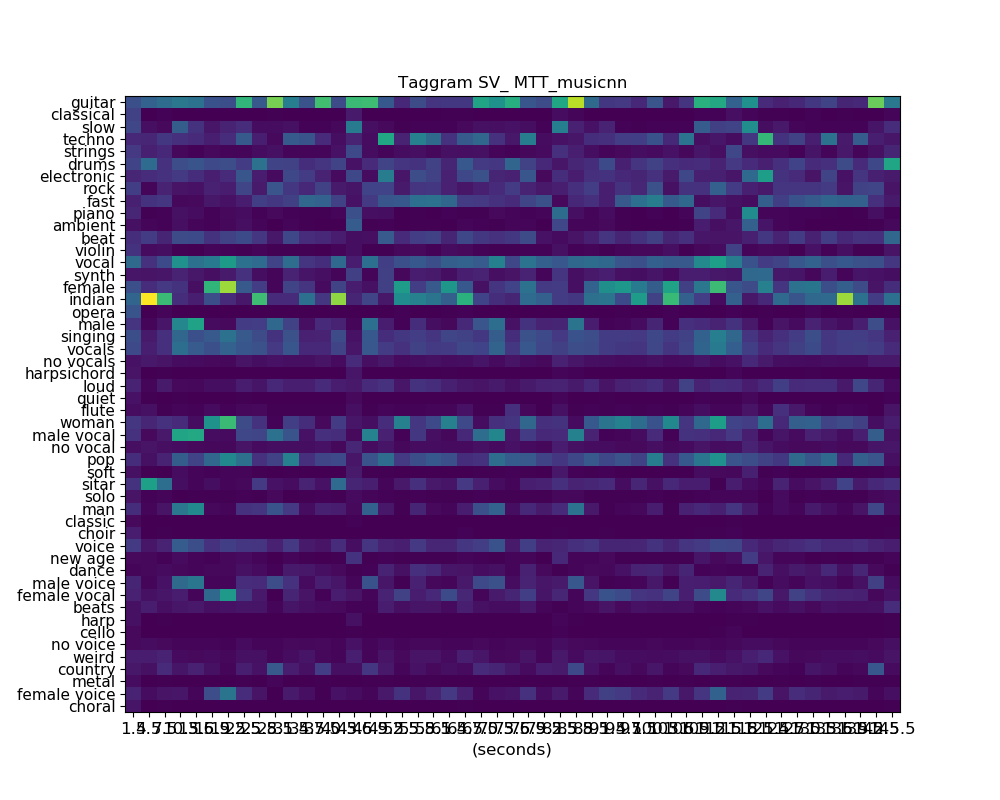 Taggram SV_ MTT_musicnn
guitar
classical
slow
techno
strings
drums
electronic
rock
fast
piano
ambient
beat
violin
vocal
synth
female
indian
opera
male
singing
vocals
no vocals
harpsichord
loud
quiet
flute
woman
male vocal
no vocal
pop
soft
sitar
solo
man
classic
choir
voice
new age
dance
male voice
female vocal
beats
harp
cello
no voice
weird
country
metal
female voice
choral
(seconds)